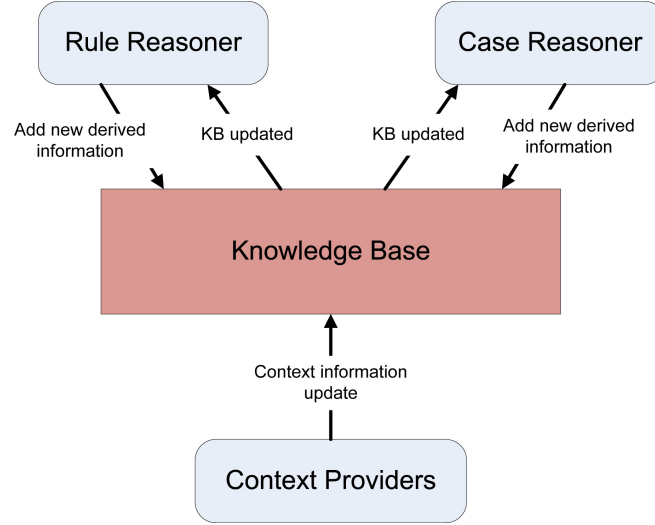 Rule Reasoner
Case Reasoner
Add new derived
information
KB updated
KB updated
Add new derived
information
Knowledge Base
Context information
update
Context Providers